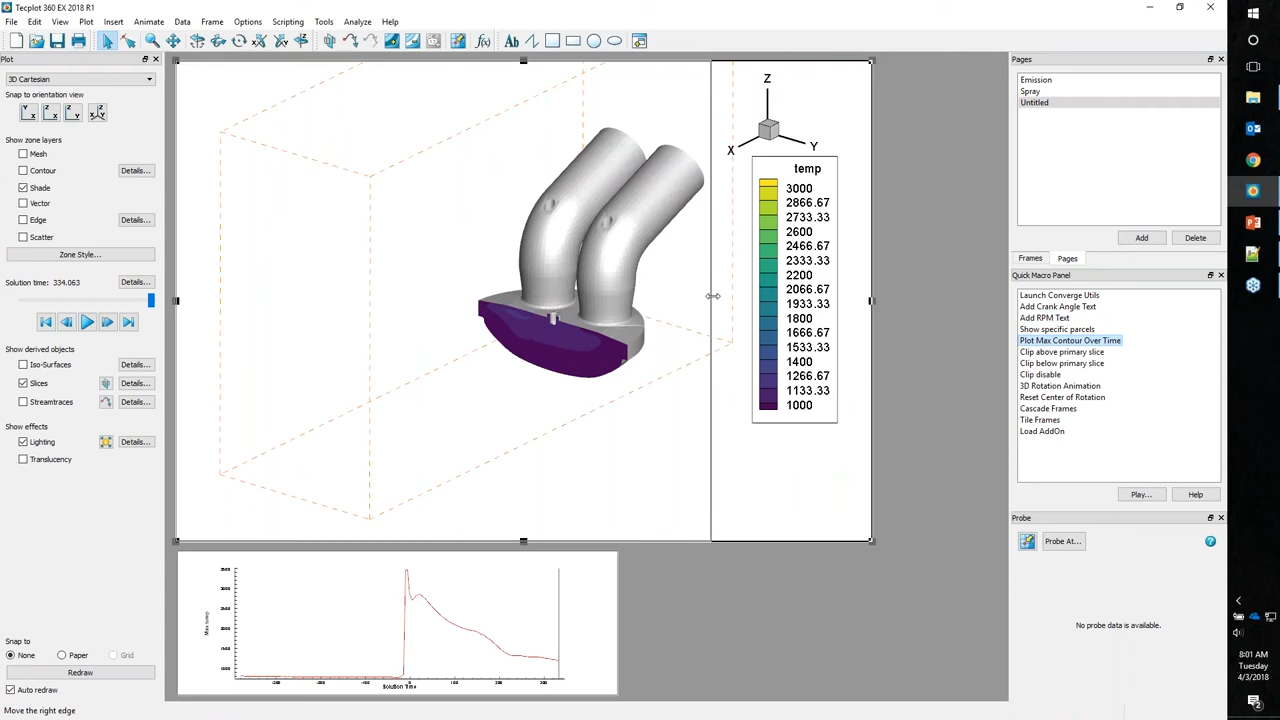 Tecplot 360 EX 2018 R1
File Edit View Plot Insert Animate Data Frame Options Scripting Tools Analyze Help
Plot
3D Cartesian
Snap to orientation view
Show zone layers
Mesh
Contour Details...
Shade
Vector
Edge Details...
Scatter
Zone Style...
Solution time: 334.063 Details...
Show derived objects
Iso-Surfaces Details...
Slices Details...
Streamtraces Details...
Show effects
Lighting Details...
Translucency
Snap to
None Paper Grid
Redraw
Auto redraw
Move the right edge
Z
X
Y
temp
3000
2866.67
2733.33
2600
2466.67
2333.33
2200
2066.67
1933.33
1800
1666.67
1533.33
1400
1266.67
1133.33
1000
Max temp
Solution Time
Pages
Emission
Spray
Untitled
Add Delete
Frames Pages
Quick Macro Panel
Launch Converge Utils
Add Crank Angle Text
Add RPM Text
Show specific parcels
Plot Max Contour Over Time
Clip above primary slice
Clip below primary slice
Clip disable
3D Rotation Animation
Reset Center of Rotation
Cascade Frames
Tile Frames
Load AddOn
Play... Help
Probe
Probe At...
No probe data is available.
8:01 AM
Tuesday
4/3/2018